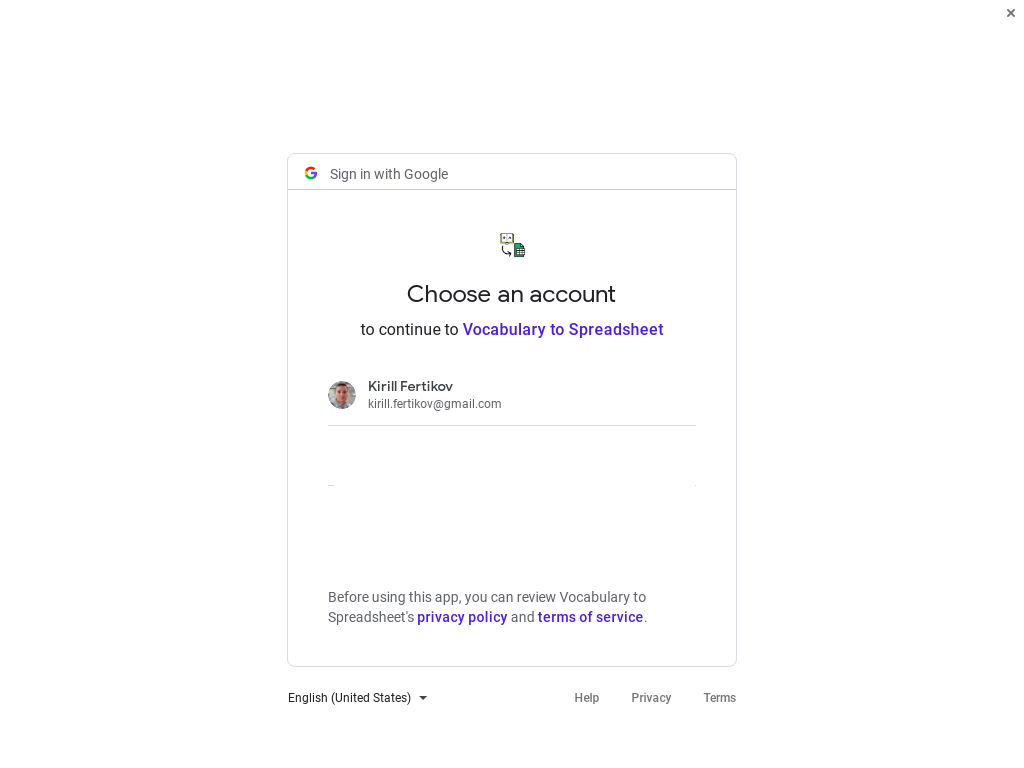 Sign in with Google
Choose an account
to continue to Vocabulary to Spreadsheet
Kirill Fertikov
kirill.fertikov@gmail.com
Before using this app, you can review Vocabulary to
Spreadsheet's privacy policy and terms of service.
English (United States)
Help
Privacy
Terms